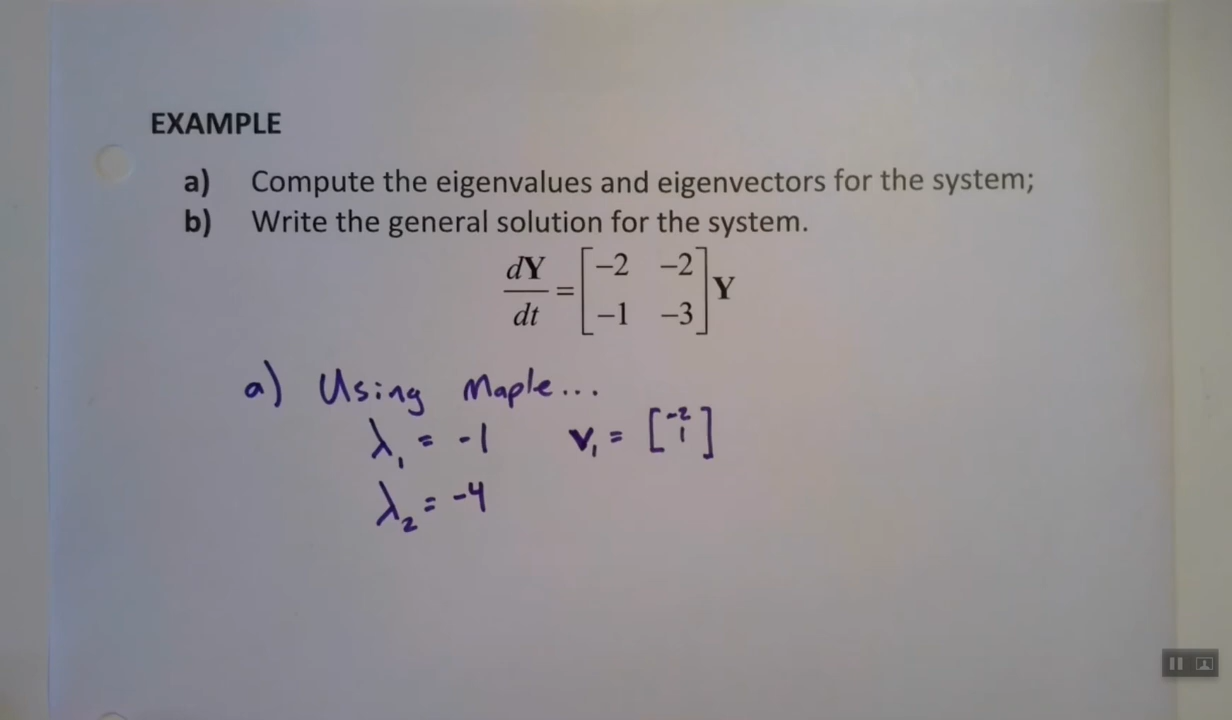 EXAMPLE
a) Compute the eigenvalues and eigenvectors for the system;
b) Write the general solution for the system.
dY/dt = [−2 −2; −1 −3] Y
a) Using Maple...
λ₁ = -1 v₁ = [-2; 1]
λ₂ = -4